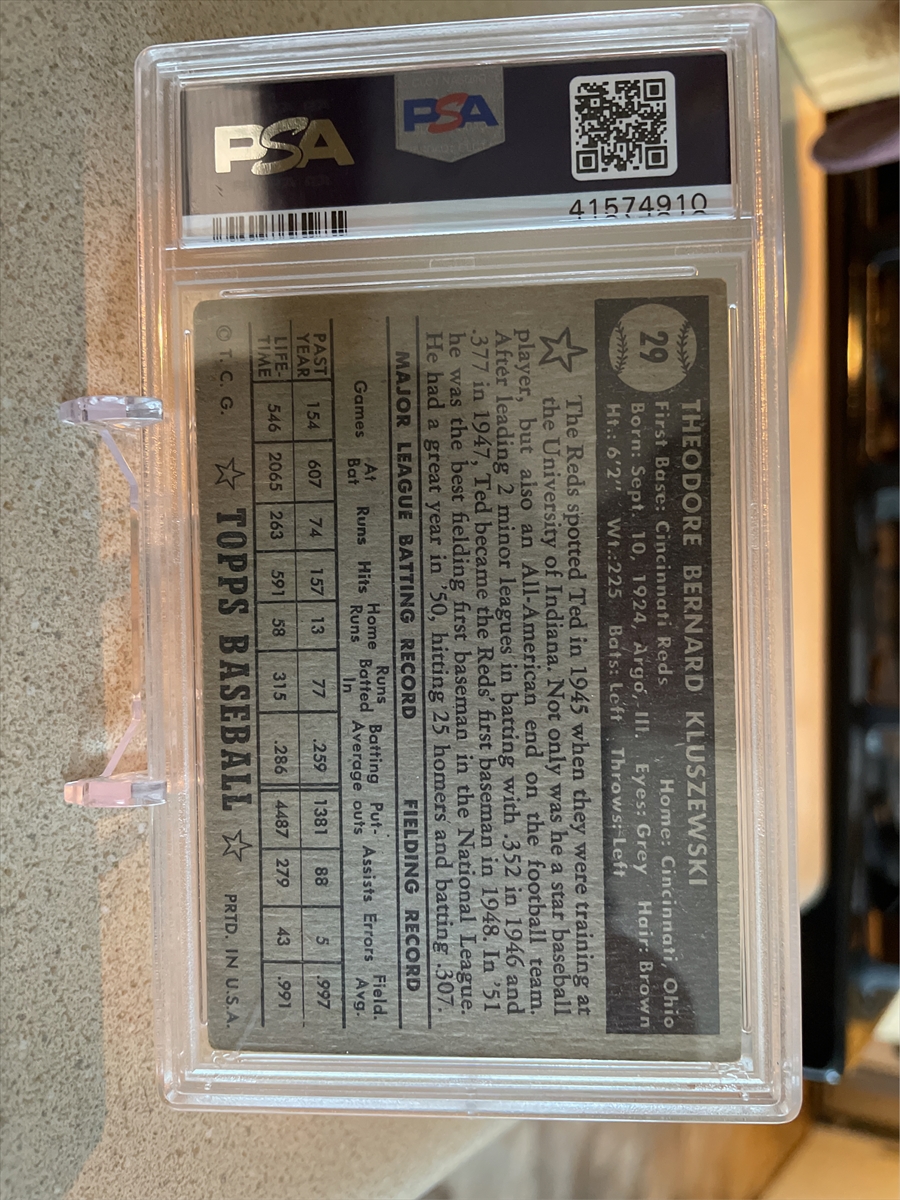 PSA
PSA
41574910
29
THEODORE BERNARD KLUSZEWSKI
First Base: Cincinnati Reds Home: Cincinnati, Ohio
Born: Sept. 10, 1924, Argo, Ill. Eyes: Grey Hair: Brown
Ht.: 6'2" Wt.:225 Bats: Left Throws: Left
The Reds spotted Ted in 1945 when they were training at
the University of Indiana. Not only was he a star baseball
player, but also an All-American end on the football team.
After leading 2 minor leagues in batting with .352 in 1946 and
.377 in 1947, Ted became the Reds' first baseman in 1948. In '51
he was the best fielding first baseman in the National League.
He had a great year in '50, hitting 25 homers and batting .307.
MAJOR LEAGUE BATTING RECORD FIELDING RECORD
Games At Bat Runs Hits Home Runs Runs Batted In Batting Average Put-outs Assists Errors Field. Avg.
PAST YEAR 154 607 74 157 13 77 .259 1381 88 5 .997
LIFE-TIME 546 2065 263 591 58 315 .286 4487 279 43 .991
© T. C. G. TOPPS BASEBALL PRTD. IN U.S.A.